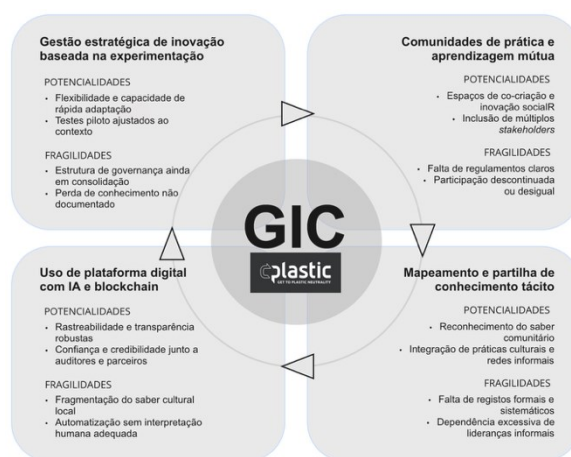 Gestão estratégica de inovação
baseada na experimentação
POTENCIALIDADES
• Flexibilidade e capacidade de
rápida adaptação
• Testes piloto ajustados ao
contexto
FRAGILIDADES
• Estrutura de governança ainda
em consolidação
• Perda de conhecimento não
documentado
Comunidades de prática e
aprendizagem mútua
POTENCIALIDADES
• Espaços de co-criação e
inovação socialR
• Inclusão de múltiplos
stakeholders
FRAGILIDADES
• Falta de regulamentos claros
• Participação descontinuada
ou desigual
GIC
cplastic
GET TO PLASTIC NEUTRALITY
Uso de plataforma digital
com IA e blockchain
POTENCIALIDADES
• Rastreabilidade e transparência
robustas
• Confiança e credibilidade junto a
auditores e parceiros
FRAGILIDADES
• Fragmentação do saber cultural
local
• Automatização sem interpretação
humana adequada
Mapeamento e partilha de
conhecimento tácito
POTENCIALIDADES
• Reconhecimento do saber
comunitário
• Integração de práticas culturais e
redes informais
FRAGILIDADES
• Falta de registos formais e
sistemáticos
• Dependência excessiva de
lideranças informais